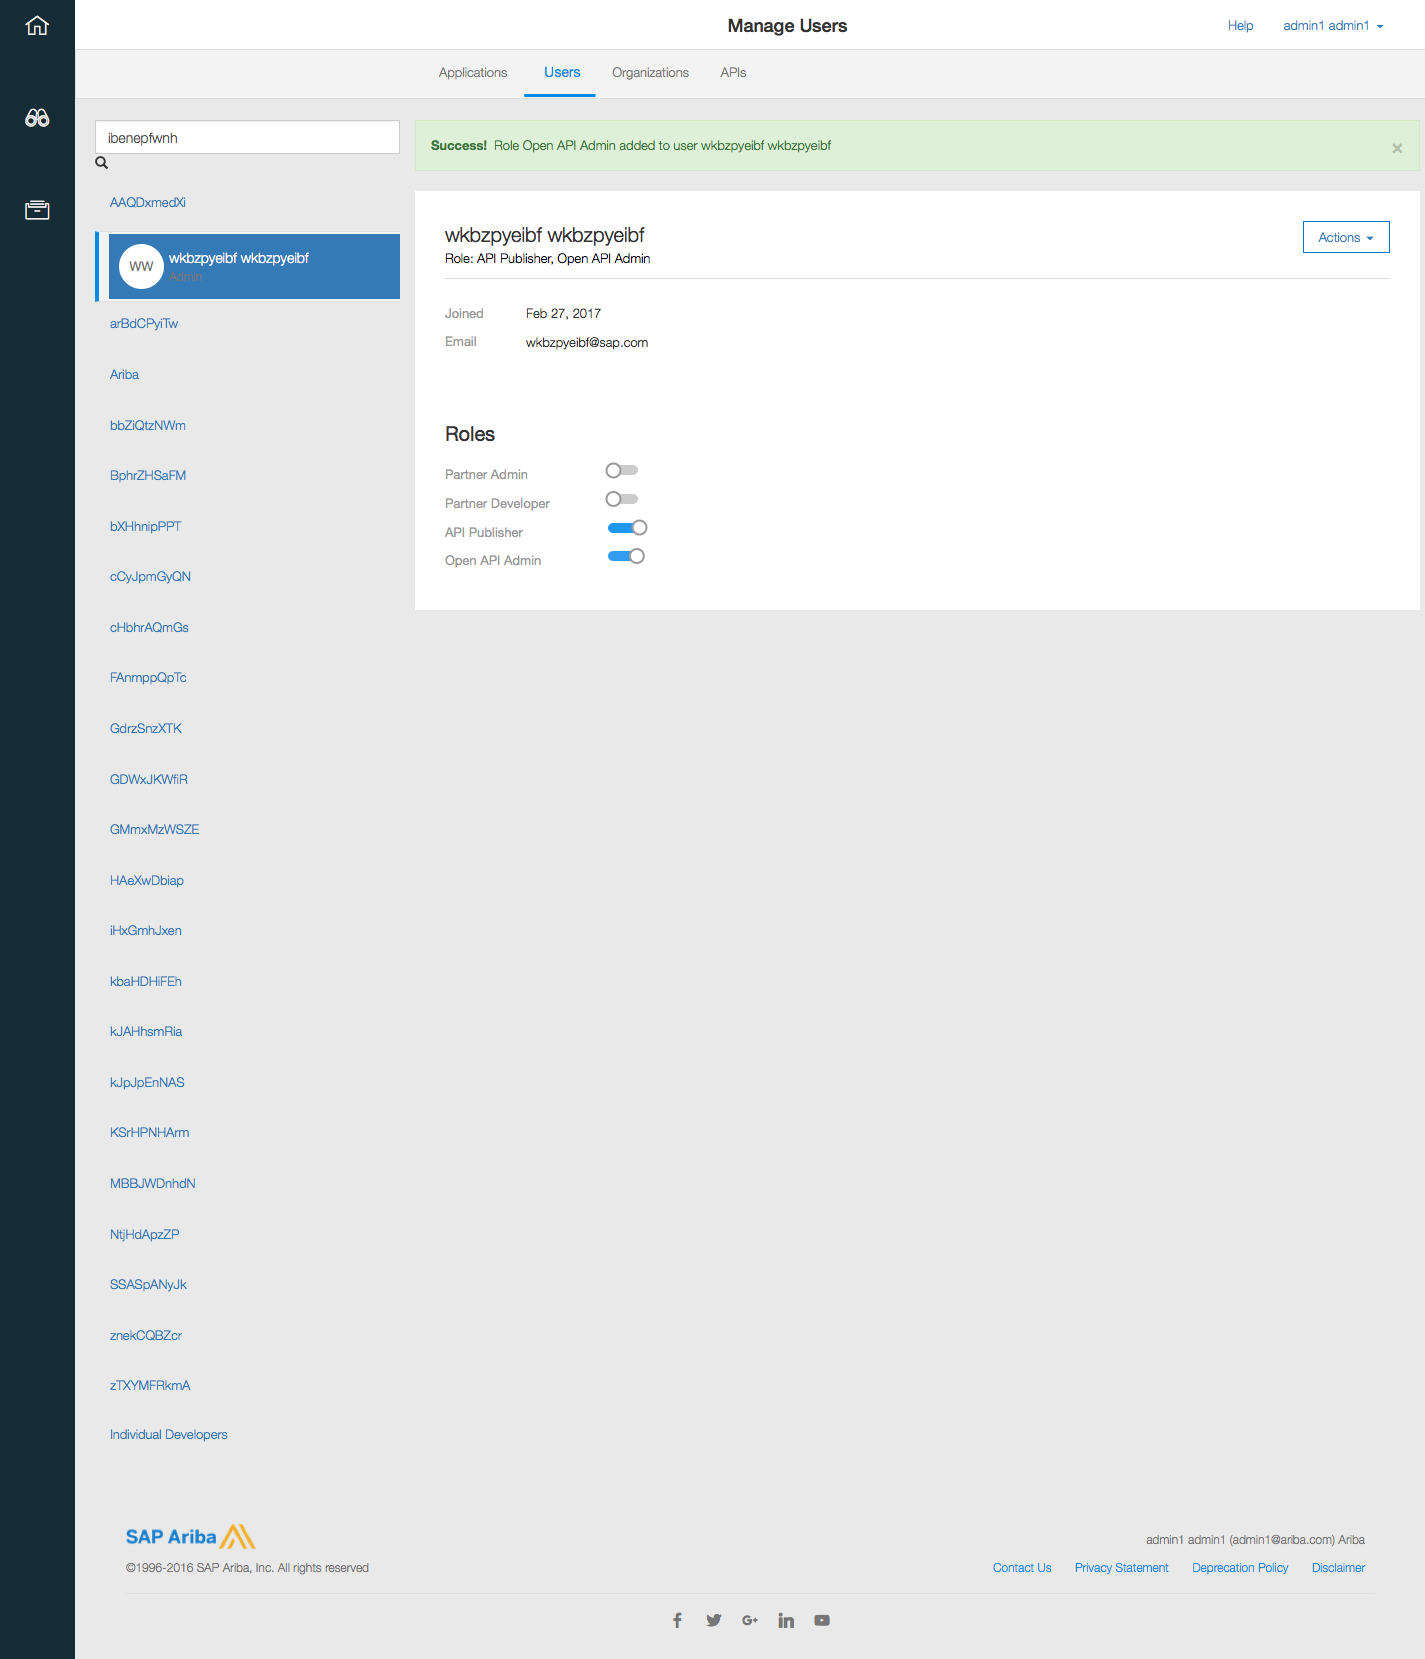 Manage Users
Help
admin1 admin1
Applications
Users
Organizations
APIs
ibenepfwnh
Success! Role Open API Admin added to user wkbzpyeibf wkbzpyeibf
×
AAQDxmedXi
WW
wkbzpyeibf wkbzpyeibf
Admin
arBdCPyiTw
Ariba
bbZiQtzNWm
BphrZHSaFM
bXHhnipPPT
cCyJpmGyQN
cHbhrAQmGs
FAnmppQpTc
GdrzSnzXTK
GDWxJKWfiR
GMmxMzWSZE
HAeXwDbiap
iHxGmhJxen
kbaHDHiFEh
kJAHhsmRia
kJpJpEnNAS
KSrHPNHArm
MBBJWDnhdN
NtjHdApzZP
SSASpANyJk
znekCQBZcr
zTXYMFRkmA
Individual Developers
wkbzpyeibf wkbzpyeibf
Role: API Publisher, Open API Admin
Actions
Joined Feb 27, 2017
Email wkbzpyeibf@sap.com
Roles
Partner Admin
Partner Developer
API Publisher
Open API Admin
SAP Ariba
©1996-2016 SAP Ariba, Inc. All rights reserved
admin1 admin1 (admin1@ariba.com) Ariba
Contact Us Privacy Statement Deprecation Policy Disclaimer